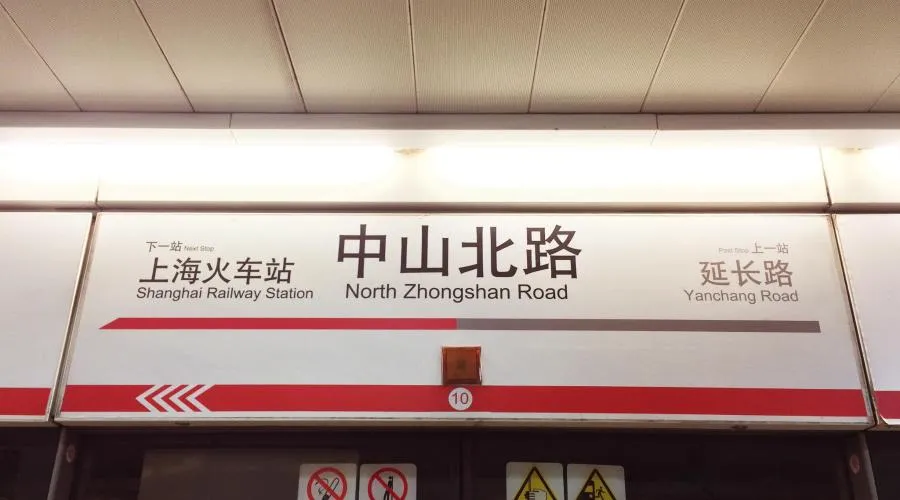 下一站 Next Stop
上海火车站
Shanghai Railway Station
中山北路
North Zhongshan Road
Past Stop 上一站
延长路
Yanchang Road
10